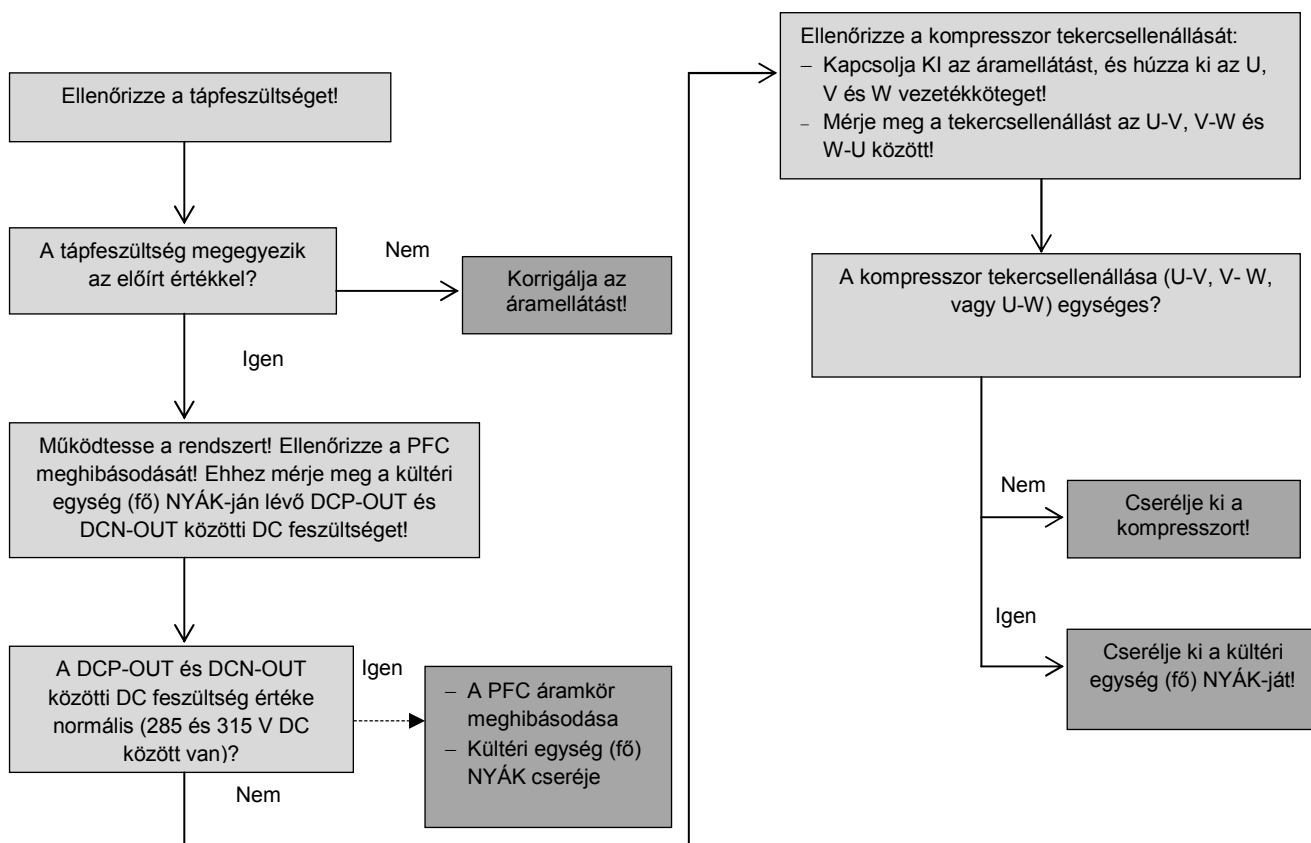 Ellenőrizze a tápfeszültséget!
A tápfeszültség megegyezik
az előírt értékkel?
Nem
Korrigálja az
áramellátást!
Igen
Működtesse a rendszert! Ellenőrizze a PFC
meghibásodását! Ehhez mérje meg a kültéri
egység (fő) NYÁK-ján lévő DCP-OUT és
DCN-OUT közötti DC feszültséget!
A DCP-OUT és DCN-OUT
közötti DC feszültség értéke
normális (285 és 315 V DC
között van)?
Igen
– A PFC áramkör
meghibásodása
– Kültéri egység (fő)
NYÁK cseréje
Nem
Ellenőrizze a kompresszor tekercsellenállását:
– Kapcsolja KI az áramellátást, és húzza ki az U,
V és W vezetékköteget!
– Mérje meg a tekercsellenállást az U-V, V-W és
W-U között!
A kompresszor tekercsellenállása (U-V, V- W,
vagy U-W) egységes?
Nem
Cserélje ki a
kompresszort!
Igen
Cserélje ki a kültéri
egység (fő) NYÁK-ját!